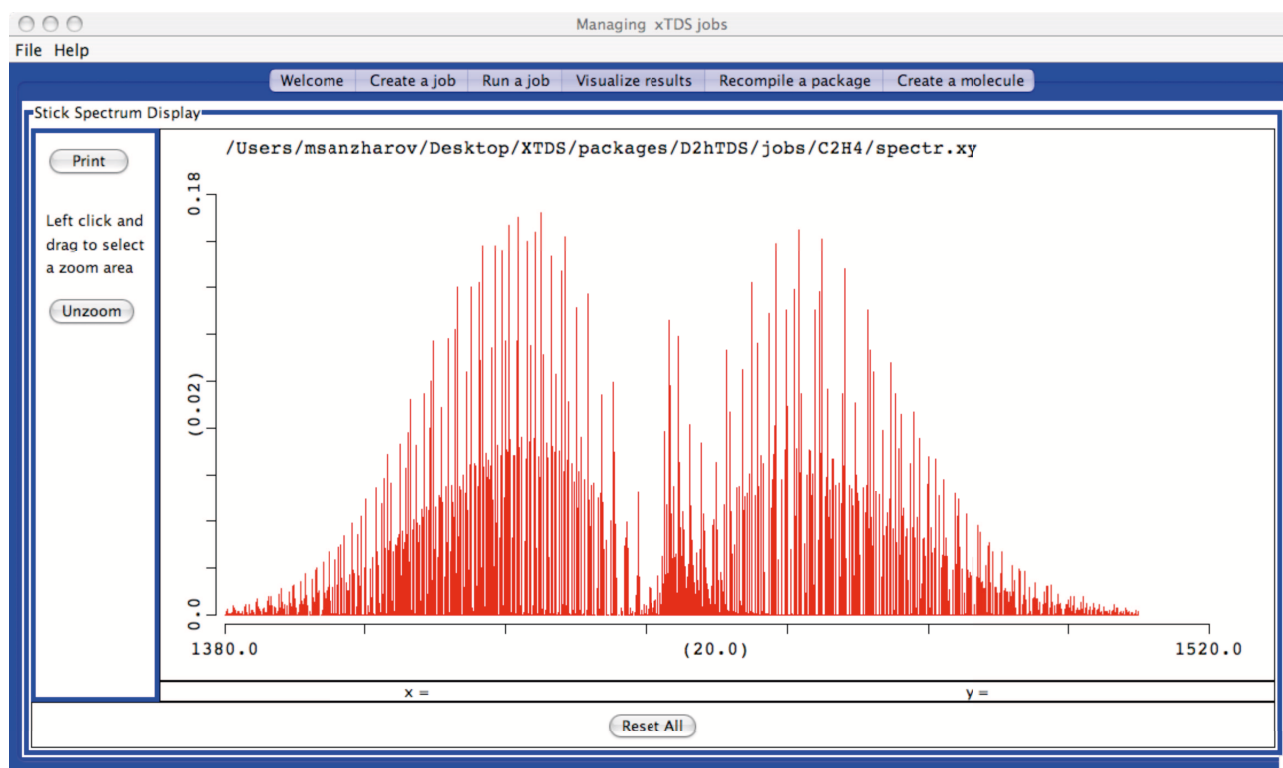 Managing xTDS jobs
File Help
Welcome Create a job Run a job Visualize results Recompile a package Create a molecule
Stick Spectrum Display
Print
Left click and
drag to select
a zoom area
Unzoom
/Users/msanzharov/Desktop/XTDS/packages/D2hTDS/jobs/C2H4/spectr.xy
0.18
(0.02)
0.0
1380.0 (20.0) 1520.0
x = y =
Reset All